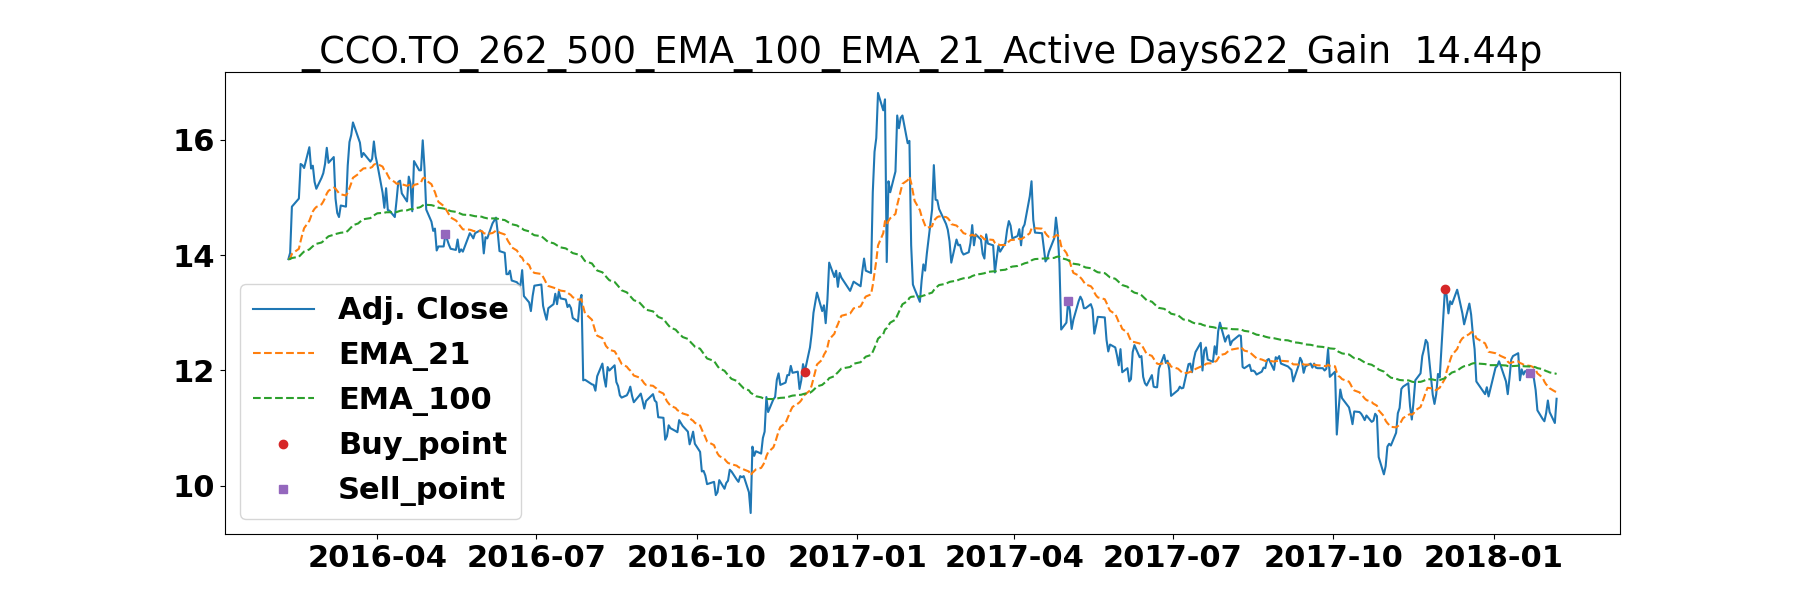 _CCO.TO_262_500_EMA_100_EMA_21_Active Days622_Gain  14.44p
16
14
12
10
Adj. Close
EMA_21
EMA_100
Buy_point
Sell_point
2016-04 2016-07 2016-10 2017-01 2017-04 2017-07 2017-10 2018-01